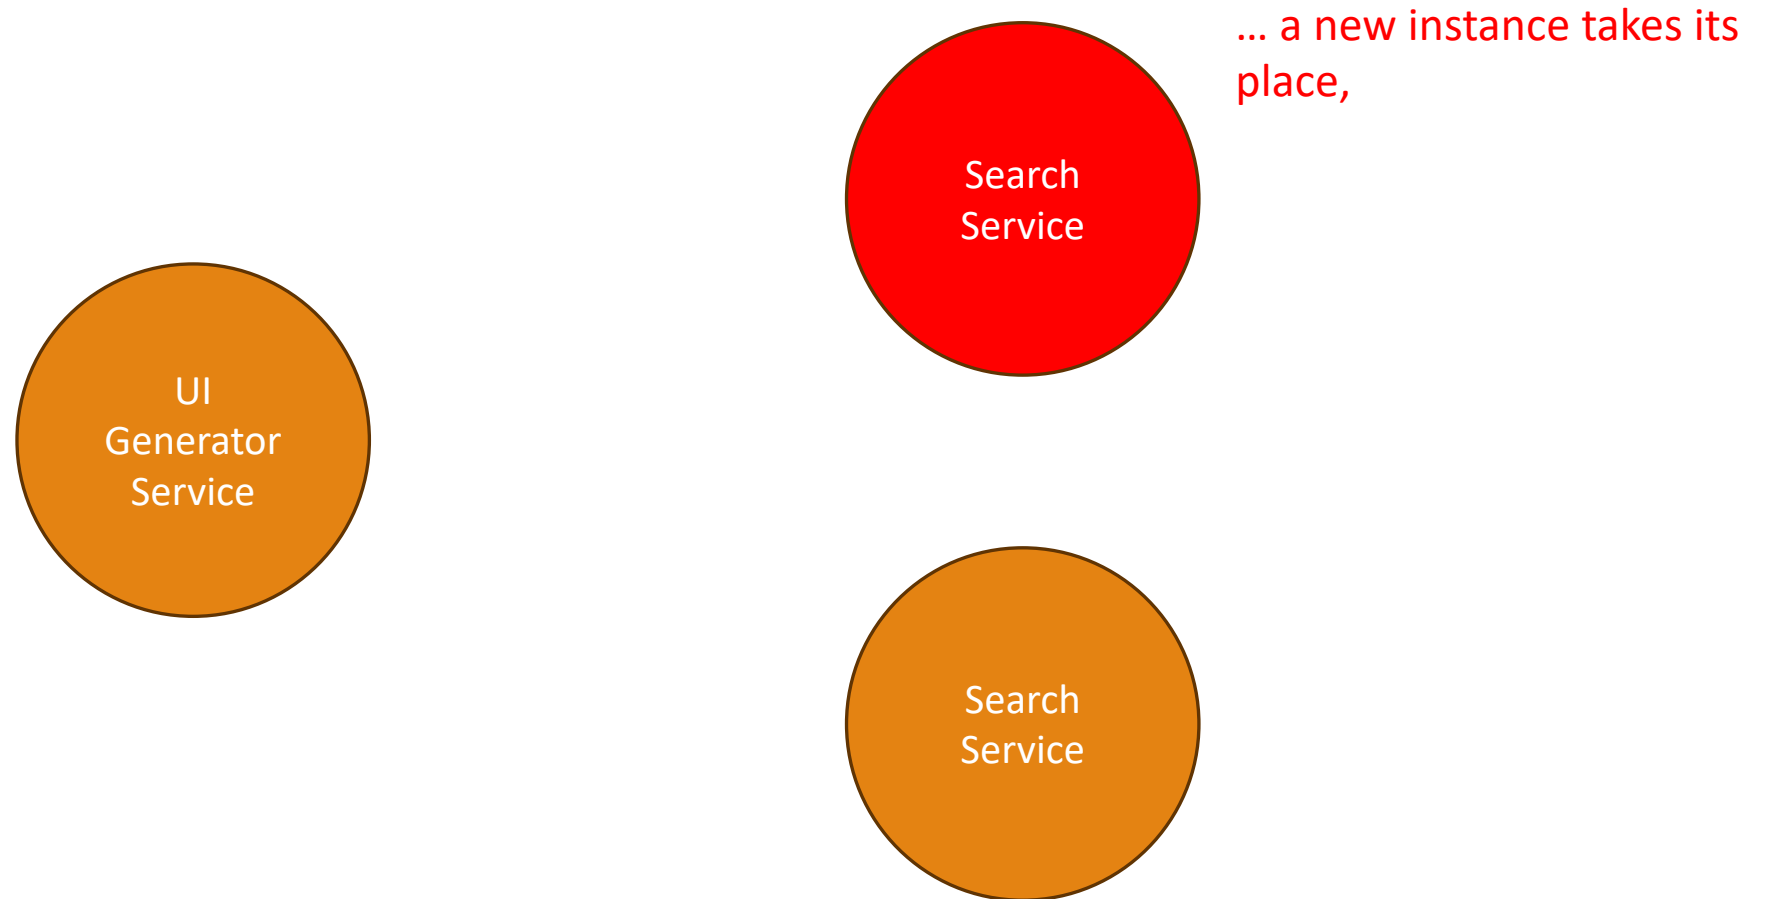 … a new instance takes its
place,
Search
Service
UI
Generator
Service
Search
Service